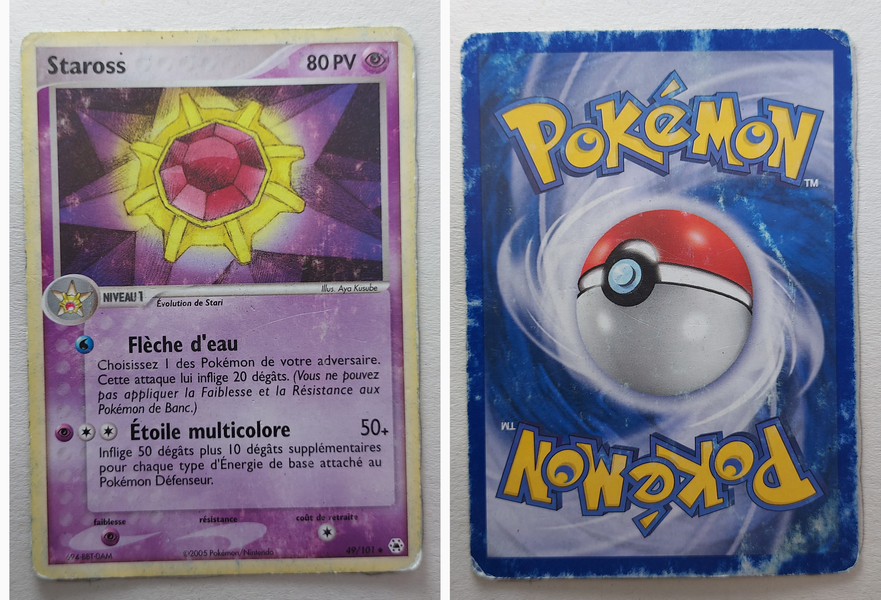 Staross
80 PV
Illus. Aya Kusube
NIVEAU 1
Évolution de Stari
Flèche d'eau
Choisissez 1 des Pokémon de votre adversaire.
Cette attaque lui inflige 20 dégâts. (Vous ne pouvez
pas appliquer la Faiblesse et la Résistance aux
Pokémon de Banc.)
Étoile multicolore 50+
Inflige 50 dégâts plus 10 dégâts supplémentaires
pour chaque type d'Énergie de base attaché au
Pokémon Défenseur.
faiblesse résistance coût de retraite
©2005 Pokémon/Nintendo
49/101
POKéMON
TM
TM
POKéMON